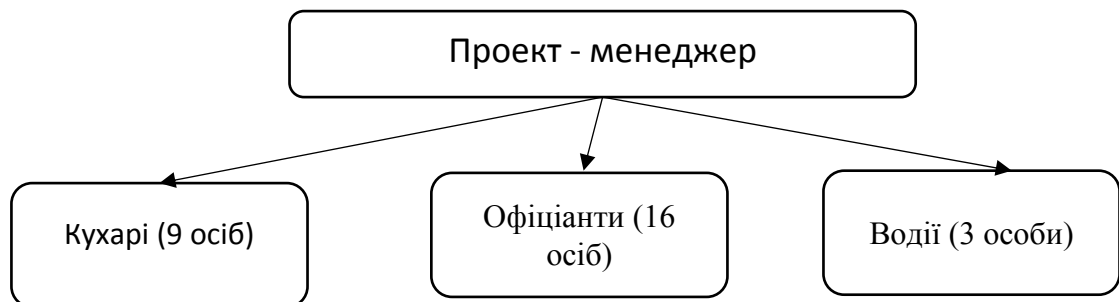 Проект - менеджер
Кухарі (9 осіб)
Офіціанти (16
осіб)
Водії (3 особи)